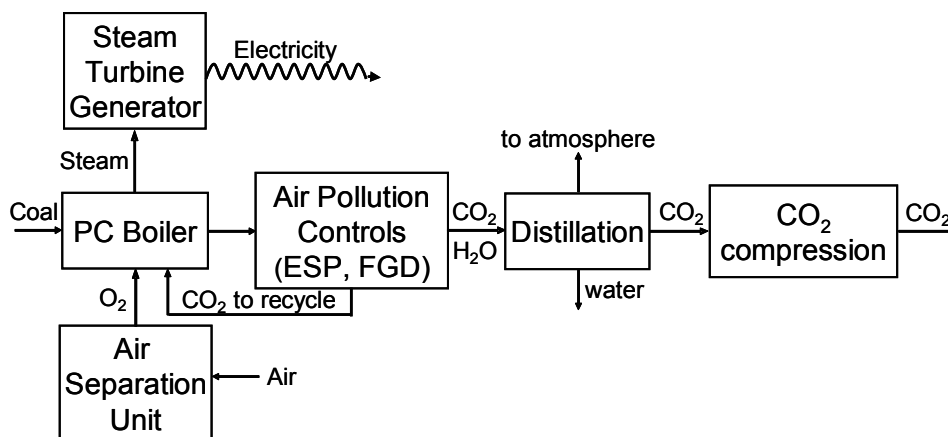 Steam
Turbine
Generator
Electricity
Steam
to atmosphere
Coal
PC Boiler
Air Pollution
Controls
(ESP, FGD)
CO₂
H₂O
Distillation
CO₂
CO₂
compression
CO₂
O₂
CO₂ to recycle
water
Air
Separation
Unit
Air